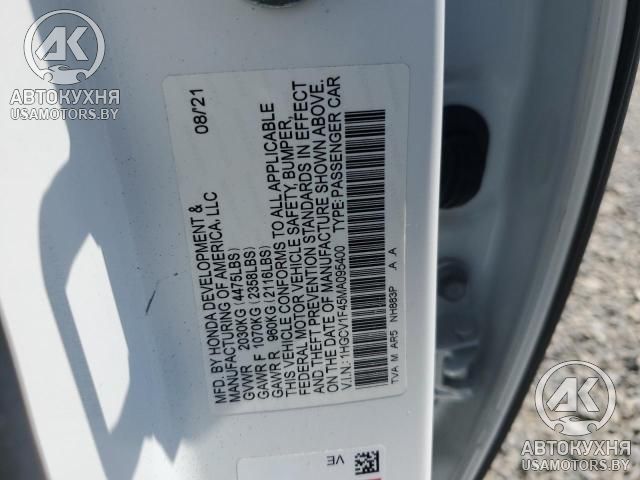 MFD. BY HONDA DEVELOPMENT & 08/21
MANUFACTURING OF AMERICA, LLC
GVWR 2030KG (4475LBS)
GAWR F 1070KG (2358LBS)
GAWR R 960KG (2116LBS)
THIS VEHICLE CONFORMS TO ALL APPLICABLE
FEDERAL MOTOR VEHICLE SAFETY, BUMPER,
AND THEFT PREVENTION STANDARDS IN EFFECT
ON THE DATE OF MANUFACTURE SHOWN ABOVE.
V.I.N.:1HGCV1F45MA095400 TYPE:PASSENGER CAR
TVA M AR5 NH883P A A
VE
АК
АВТОКУХНЯ
USAMOTORS.BY
АК
АВТОКУХНЯ
USAMOTORS.BY